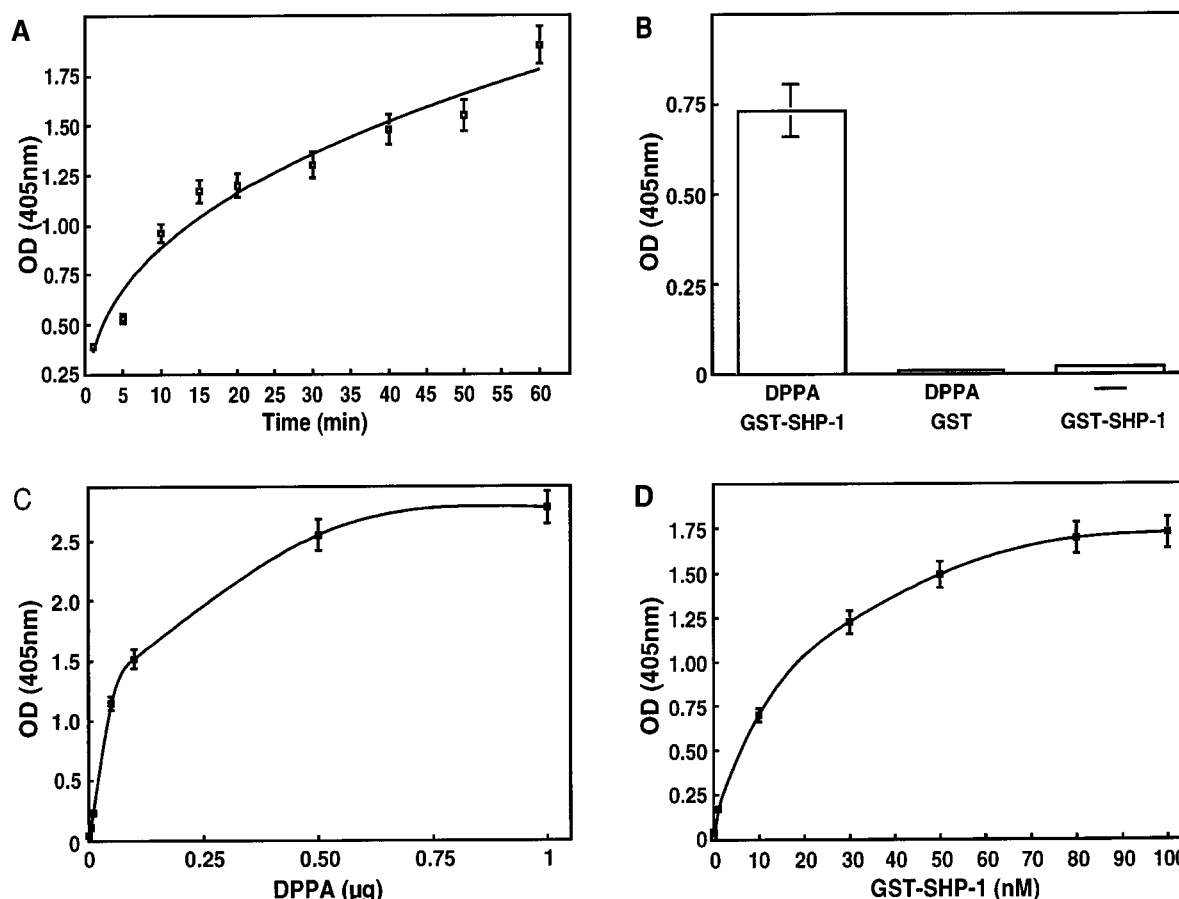 A
OD (405nm)
1.75
1.50
1.25
1.00
0.75
0.50
0.25
0 5 10 15 20 25 30 35 40 45 50 55 60
Time (min)
B
OD (405nm)
0.75
0.50
0.25
0
DPPA DPPA —
GST-SHP-1 GST GST-SHP-1
C
OD (405nm)
2.5
2.0
1.5
1.0
0.5
0
0 0.25 0.50 0.75 1
DPPA (µg)
D
OD (405nm)
1.75
1.50
1.25
1.00
0.75
0.50
0.25
0
0 10 20 30 40 50 60 70 80 90 100
GST-SHP-1 (nM)